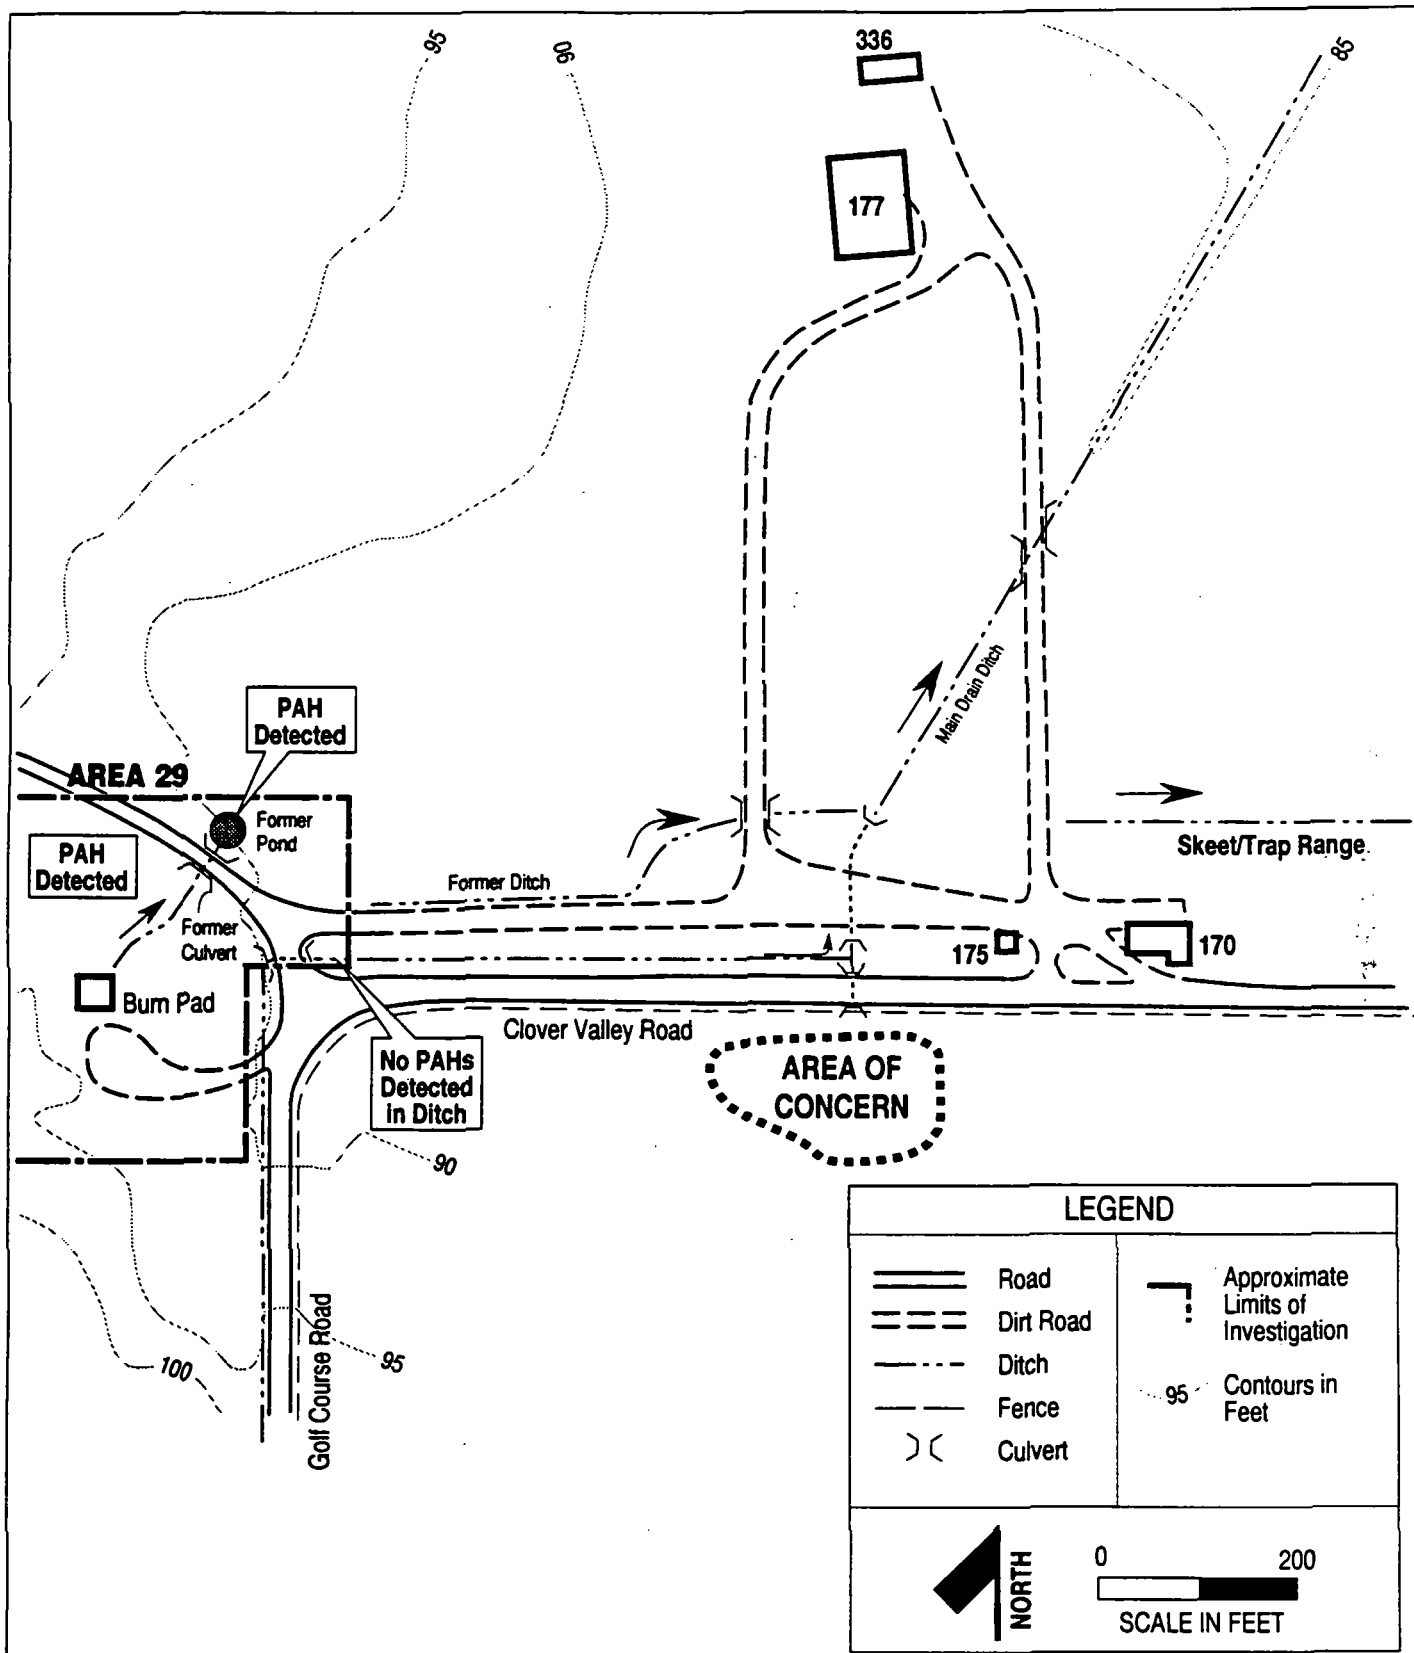 95
90
336
85
177
Main Drain Ditch
PAH
Detected
AREA 29
Former
Pond
PAH
Detected
Skeet/Trap Range
Former Ditch
Former
Culvert
175
170
Burn Pad
Clover Valley Road
No PAHs
Detected
in Ditch
AREA OF
CONCERN
90
95
100
Golf Course Road
LEGEND
Road
Dirt Road
Ditch
Fence
Culvert
Approximate
Limits of
Investigation
95
Contours in
Feet
NORTH
0 200
SCALE IN FEET